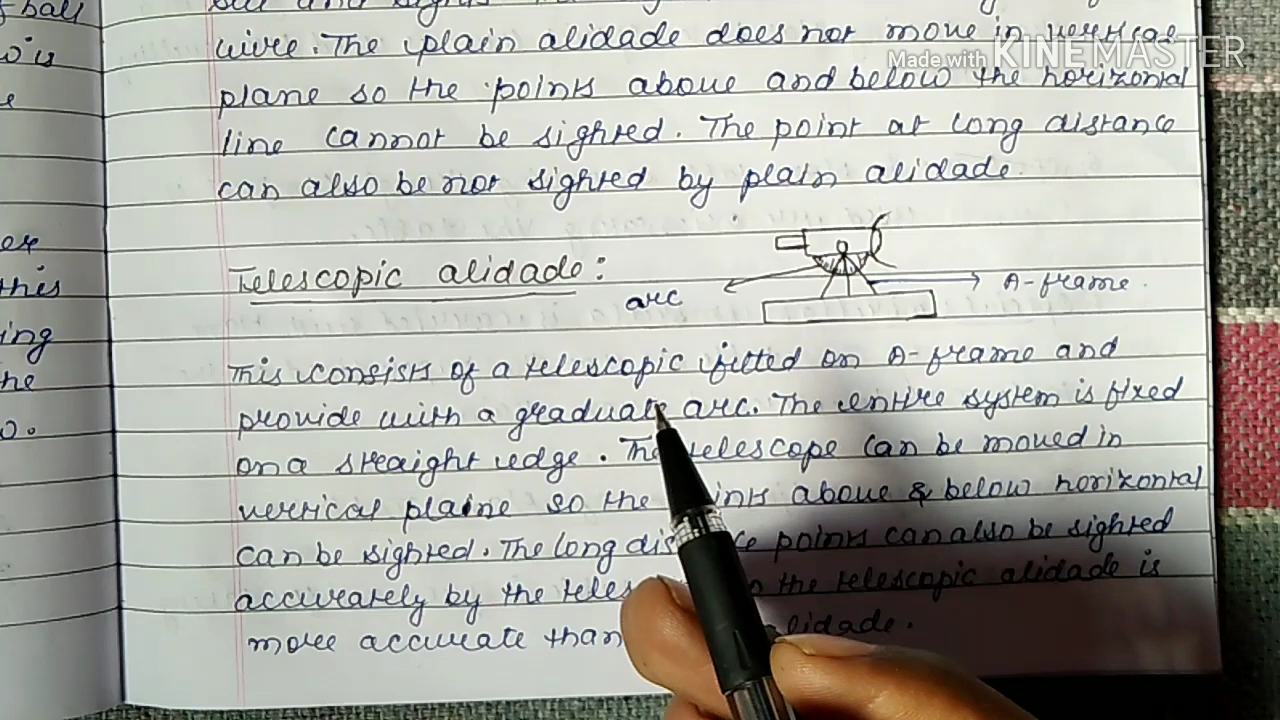 ball
wire. The plain alidade does not move in vertical
Made with KINEMASTER
plane so the points above and below the horizontal
line cannot be sighted. The point at long distance
can also be not sighted by plain alidade.
this
ing
he
Telescopic alidade:
arc
A-frame.
This consists of a telescopic fitted on A-frame and
provide with a graduate arc. The entire system is fixed
on a straight edge. The telescope can be moved in
vertical plaine so the above & below horizontal
can be sighted. The long points can also be sighted
accurately by the the telescopic alidade is
more accurate than alidade.